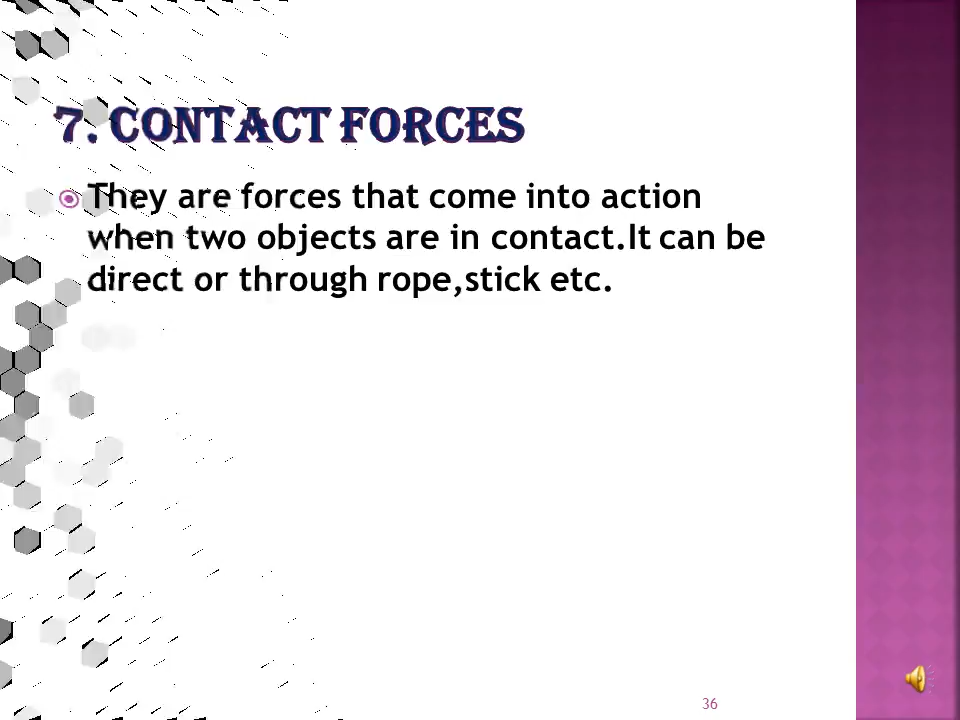 7. CONTACT FORCES
They are forces that come into action
when two objects are in contact.It can be
direct or through rope,stick etc.
36